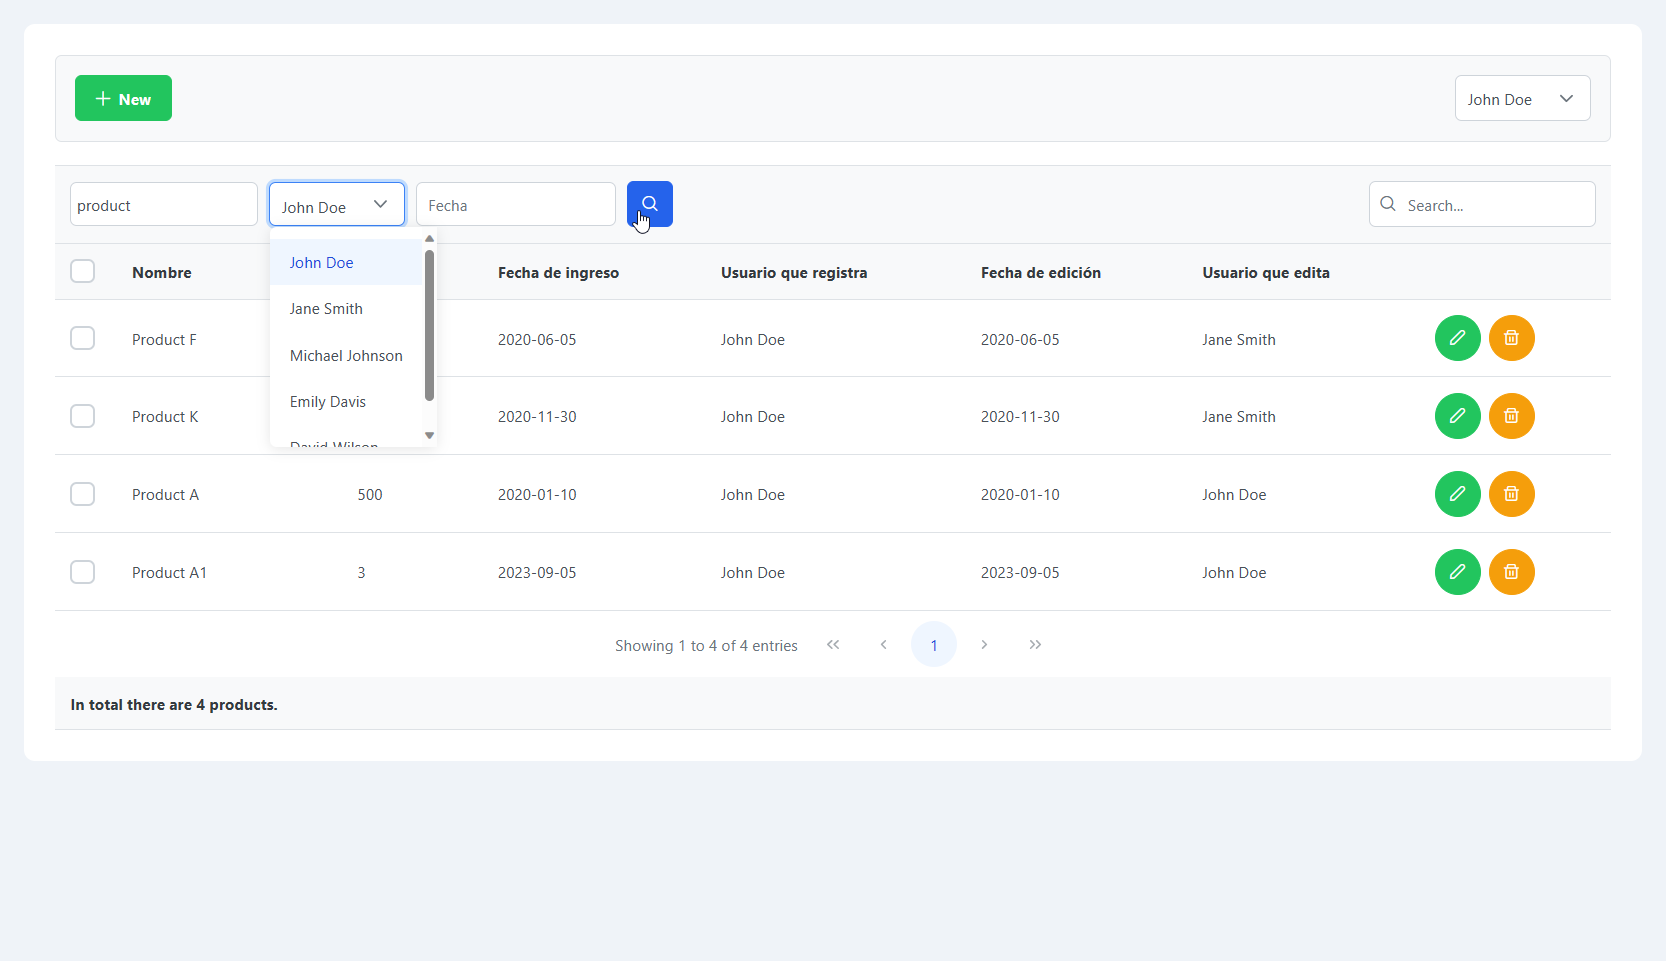 New
John Doe
product
John Doe
Fecha
Search...
John Doe
Jane Smith
Michael Johnson
Emily Davis
David Wilson
Nombre Fecha de ingreso Usuario que registra Fecha de edición Usuario que edita
Product F 2020-06-05 John Doe 2020-06-05 Jane Smith
Product K 2020-11-30 John Doe 2020-11-30 Jane Smith
Product A 500 2020-01-10 John Doe 2020-01-10 John Doe
Product A1 3 2023-09-05 John Doe 2023-09-05 John Doe
Showing 1 to 4 of 4 entries << < 1 > >>
In total there are 4 products.